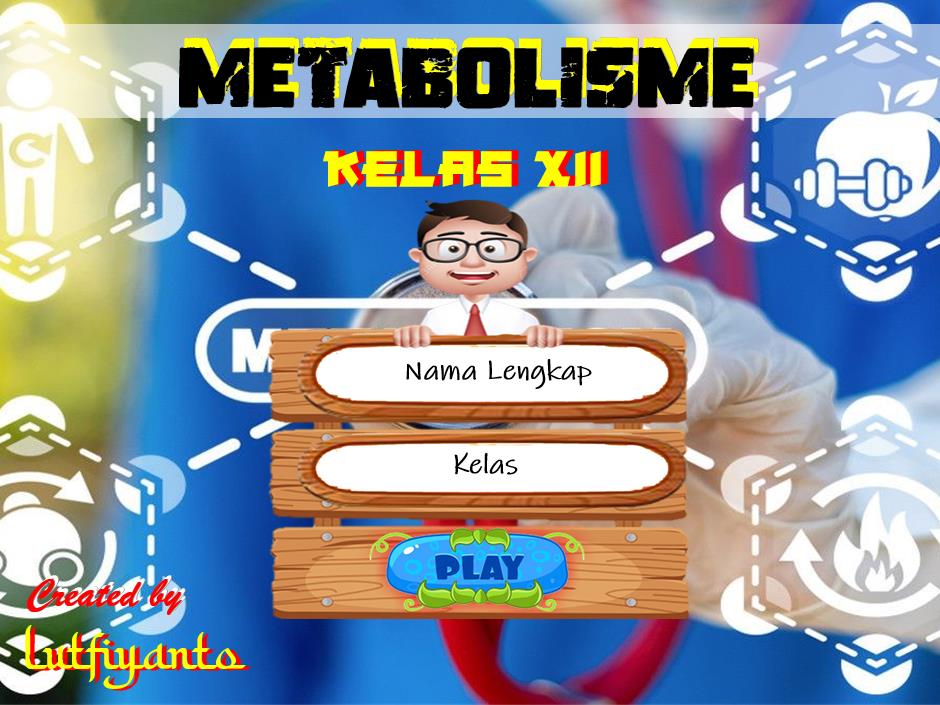 METABOLISME
KELAS XII
M
Nama Lengkap
Kelas
PLAY
Created by
Lutfiyanto